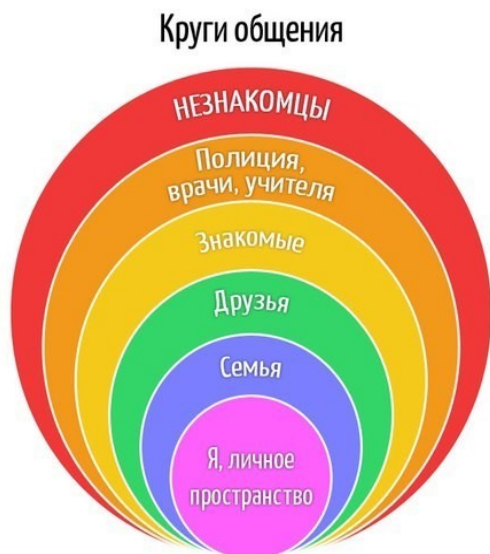 Круги общения
НЕЗНАКОМЦЫ
Полиция,
врачи, учителя
Знакомые
Друзья
Семья
Я, личное
пространство